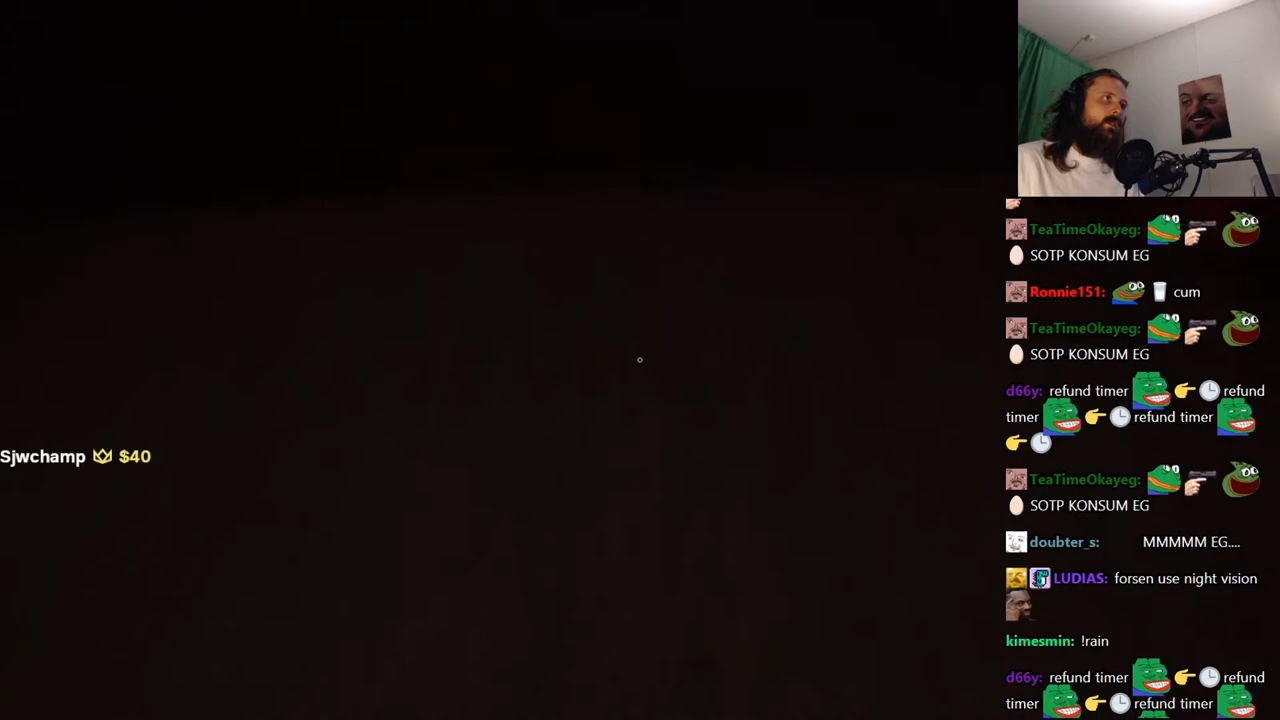 Sjwchamp $40
TeaTimeOkayeg:
SOTP KONSUM EG
Ronnie151: cum
TeaTimeOkayeg:
SOTP KONSUM EG
d66y: refund timer refund
timer refund timer
TeaTimeOkayeg:
SOTP KONSUM EG
doubter_s: MMMMM EG....
LUDIAS: forsen use night vision
kimesmin: !rain
d66y: refund timer refund
timer refund timer